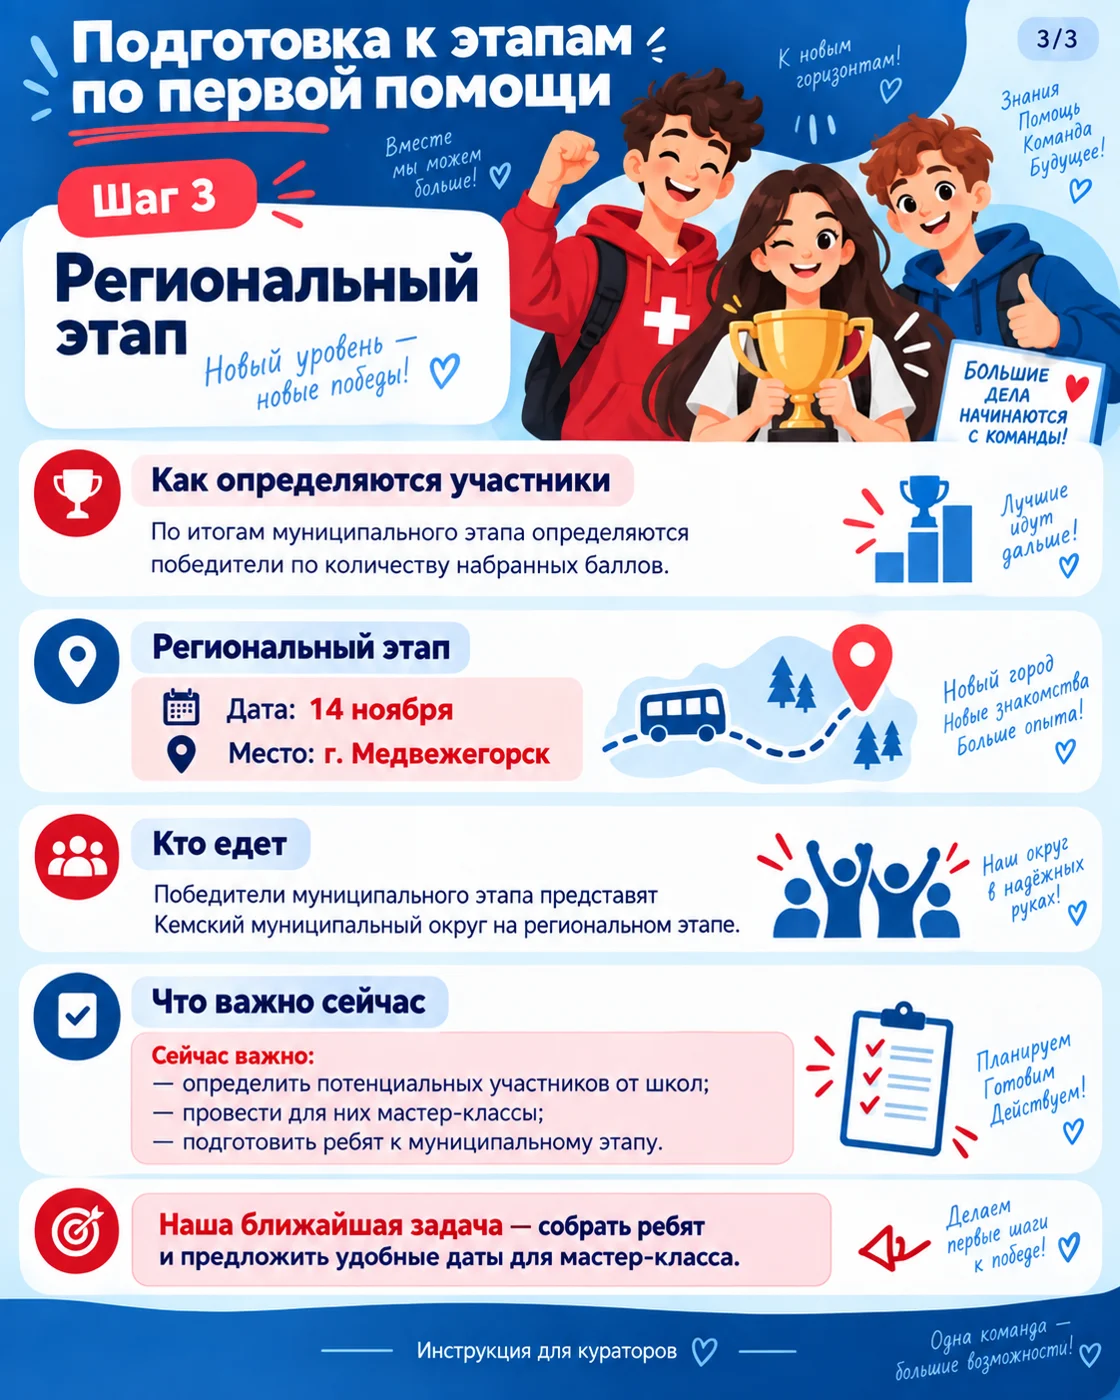 Подготовка к этапам
по первой помощи
3/3
К новым
горизонтам!
Знания
Помощь
Команда
Будущее!
Вместе
мы можем
больше!
Шаг 3
Региональный
этап
Новый уровень —
новые победы!
БОЛЬШИЕ
ДЕЛА
НАЧИНАЮТСЯ
С КОМАНДЫ!
Как определяются участники
По итогам муниципального этапа определяются
победители по количеству набранных баллов.
Лучшие
идут
дальше!
Региональный этап
Дата: 14 ноября
Место: г. Медвежегорск
Новый город
Новые знакомства
Больше опыта!
Кто едет
Победители муниципального этапа представят
Кемский муниципальный округ на региональном этапе.
Наш округ
в надёжных
руках!
Что важно сейчас
Сейчас важно:
— определить потенциальных участников от школ;
— провести для них мастер-классы;
— подготовить ребят к муниципальному этапу.
Планируем
Готовим
Действуем!
Наша ближайшая задача — собрать ребят
и предложить удобные даты для мастер-класса.
Делаем
первые шаги
к победе!
Инструкция для кураторов
Одна команда —
большие возможности!